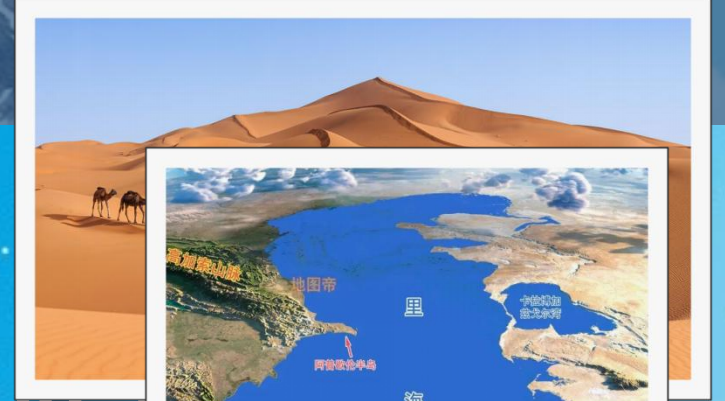 高加索山脉
地图帝
里
卡拉博加
兹戈尔湾
阿普歇伦半岛
海